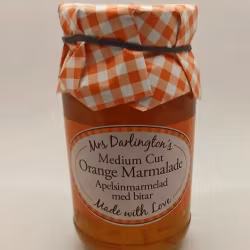 Mrs Darlington's
Medium Cut
Orange Marmalade
Apelsinmarmelad
med bitar
Made with Love